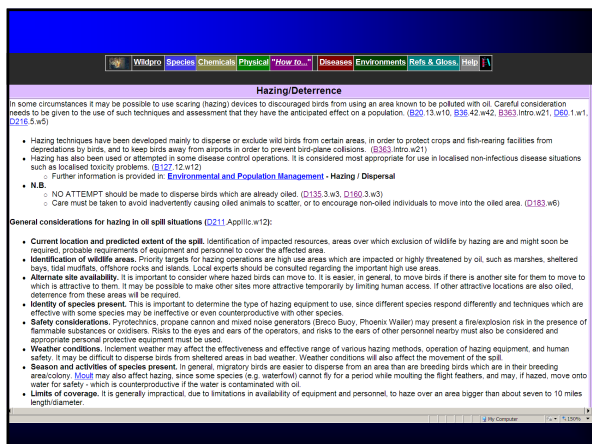 Wildpro Species Chemicals Physical "How to..." Diseases Environments Refs & Gloss. Help
Hazing/Deterrence
In some circumstances it may be possible to use scaring (hazing) devices to discouraged birds from using an area known to be polluted with oil. Careful consideration
needs to be given to the use of such techniques and assessment that they have the anticipated effect on a population. (B20.13.w10, B36.42.w42, B363.Intro.w21, D60.1.w1,
D216.5.w5)
• Hazing techniques have been developed mainly to disperse or exclude wild birds from certain areas, in order to protect crops and fish-rearing facilities from
depredations by birds, and to keep birds away from airports in order to prevent bird-plane collisions. (B363.Intro.w21)
• Hazing has also been used or attempted in some disease control operations. It is considered most appropriate for use in localised non-infectious disease situations
such as localised toxicity problems. (B127.12.w12)
○ Further information is provided in: Environmental and Population Management - Hazing / Dispersal
• N.B.
○ NO ATTEMPT should be made to disperse birds which are already oiled. (D135.3.w3, D160.3.w3)
○ Care must be taken to avoid inadvertently causing oiled animals to scatter, or to encourage non-oiled individuals to move into the oiled area. (D183.w6)
General considerations for hazing in oil spill situations (D211.AppIIIc.w12):
• Current location and predicted extent of the spill. Identification of impacted resources, areas over which exclusion of wildlife by hazing are and might soon be
required, probable requirements of equipment and personnel to cover the affected area.
• Identification of wildlife areas. Priority targets for hazing operations are high use areas which are impacted or highly threatened by oil, such as marshes, sheltered
bays, tidal mudflats, offshore rocks and islands. Local experts should be consulted regarding the important high use areas.
• Alternate site availability. It is important to consider where hazed birds can move to. It is easier, in general, to move birds if there is another site for them to move to
which is attractive to them. It may be possible to make other sites more attractive temporarily by limiting human access. If other attractive locations are also oiled,
deterrence from these areas will be required.
• Identity of species present. This is important to determine the type of hazing equipment to use, since different species respond differently and techniques which are
effective with some species may be ineffective or even counterproductive with other species.
• Safety considerations. Pyrotechnics, propane cannon and mixed noise generators (Breco Buoy, Phoenix Wailer) may present a fire/explosion risk in the presence of
flammable substances or oxidisers. Risks to the eyes and ears of the operators, and risks to the ears of other personnel nearby must also be considered and
appropriate personal protective equipment must be used.
• Weather conditions. Inclement weather may affect the effectiveness and effective range of various hazing methods, operation of hazing equipment, and human
safety. It may be difficult to disperse birds from sheltered areas in bad weather. Weather conditions will also affect the movement of the spill.
• Season and activities of species present. In general, migratory birds are easier to disperse from an area than are breeding birds which are in their breeding
area/colony. Moult may also affect hazing, since some species (e.g. waterfowl) cannot fly for a period while moulting the flight feathers, and may, if hazed, move onto
water for safety - which is counterproductive if the water is contaminated with oil.
• Limits of coverage. It is generally impractical, due to limitations in availability of equipment and personnel, to haze over an area bigger than about seven to 10 miles
length/diameter.
My Computer 150%